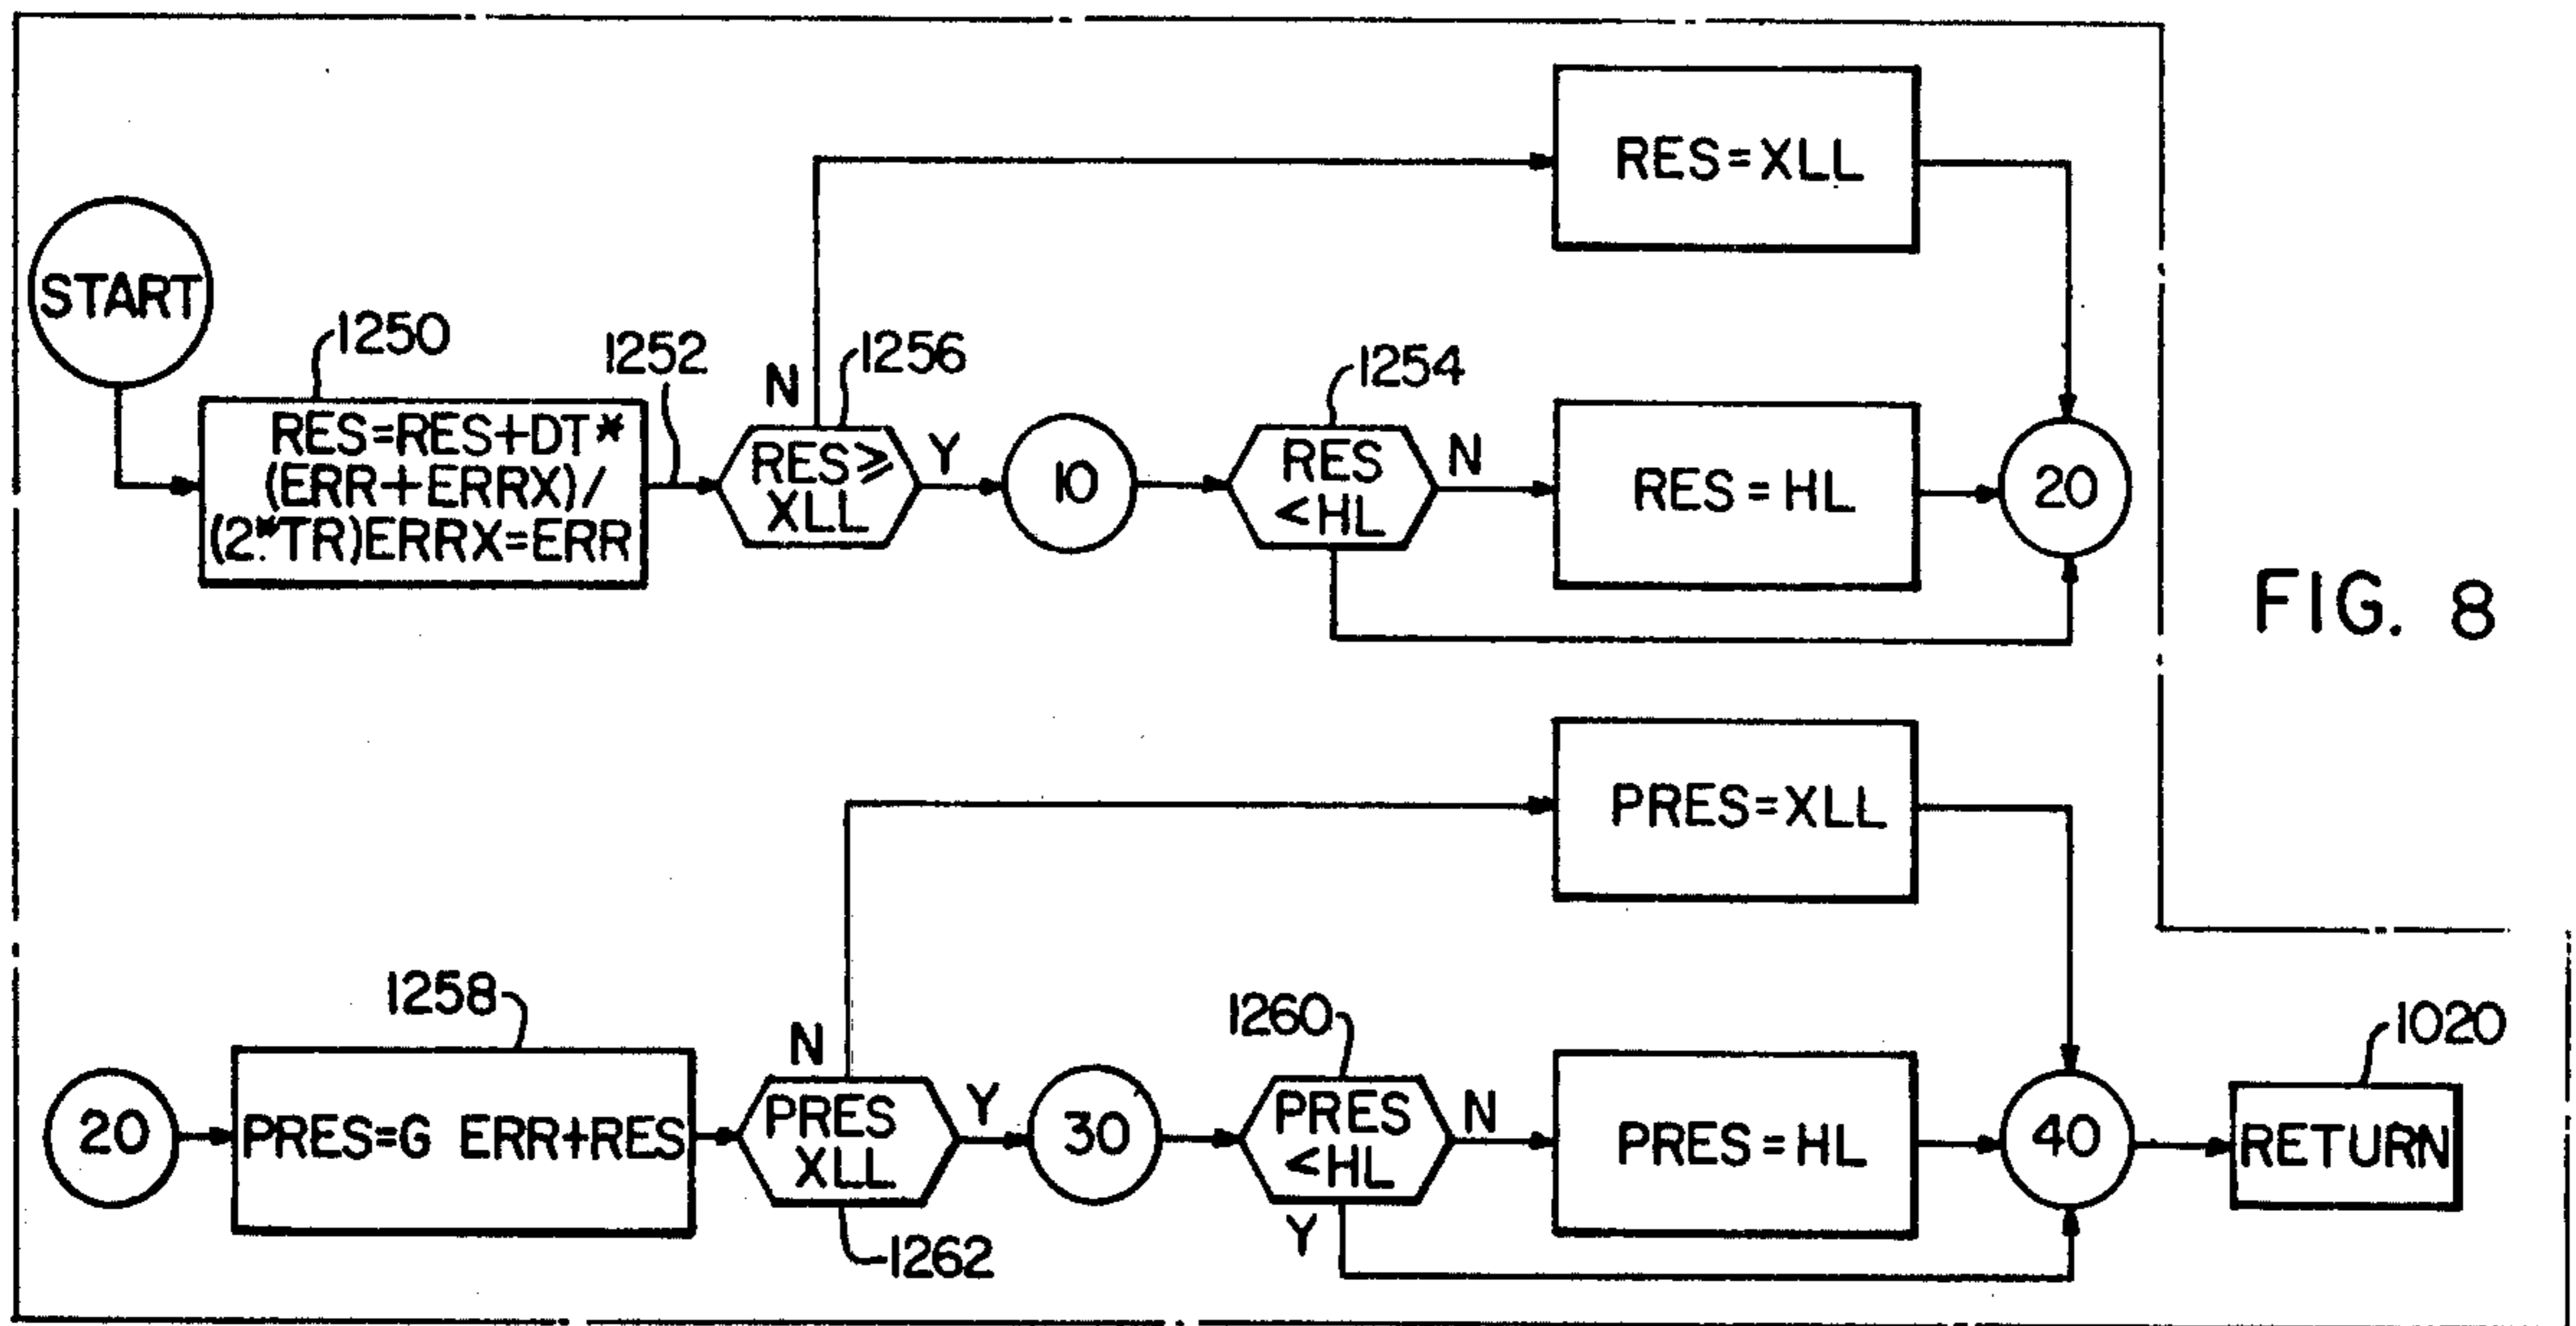 RES=XLL
START
1250
1252
1256
1254
N
RES=RES+DT*
(ERR+ERRX)/
(2.*TR)ERRX=ERR
RES≥
XLL
Y
10
RES
<HL
N
RES=HL
20
FIG. 8
PRES=XLL
1258
1260
1020
N
20
PRES=G ERR+RES
PRES
XLL
Y
30
PRES
<HL
N
PRES=HL
40
RETURN
Y
1262